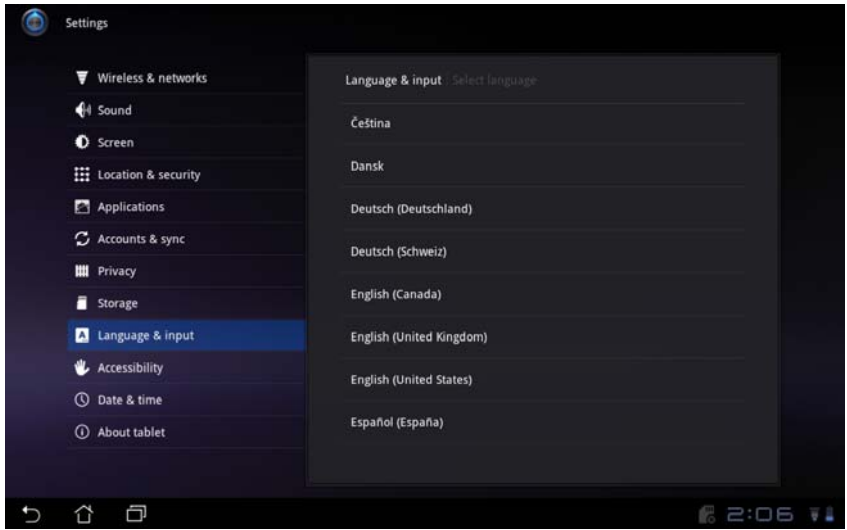 Settings
Wireless & networks
Sound
Screen
Location & security
Applications
Accounts & sync
Privacy
Storage
Language & input
Accessibility
Date & time
About tablet
Language & input : Select language
Čeština
Dansk
Deutsch (Deutschland)
Deutsch (Schweiz)
English (Canada)
English (United Kingdom)
English (United States)
Español (España)
2:06